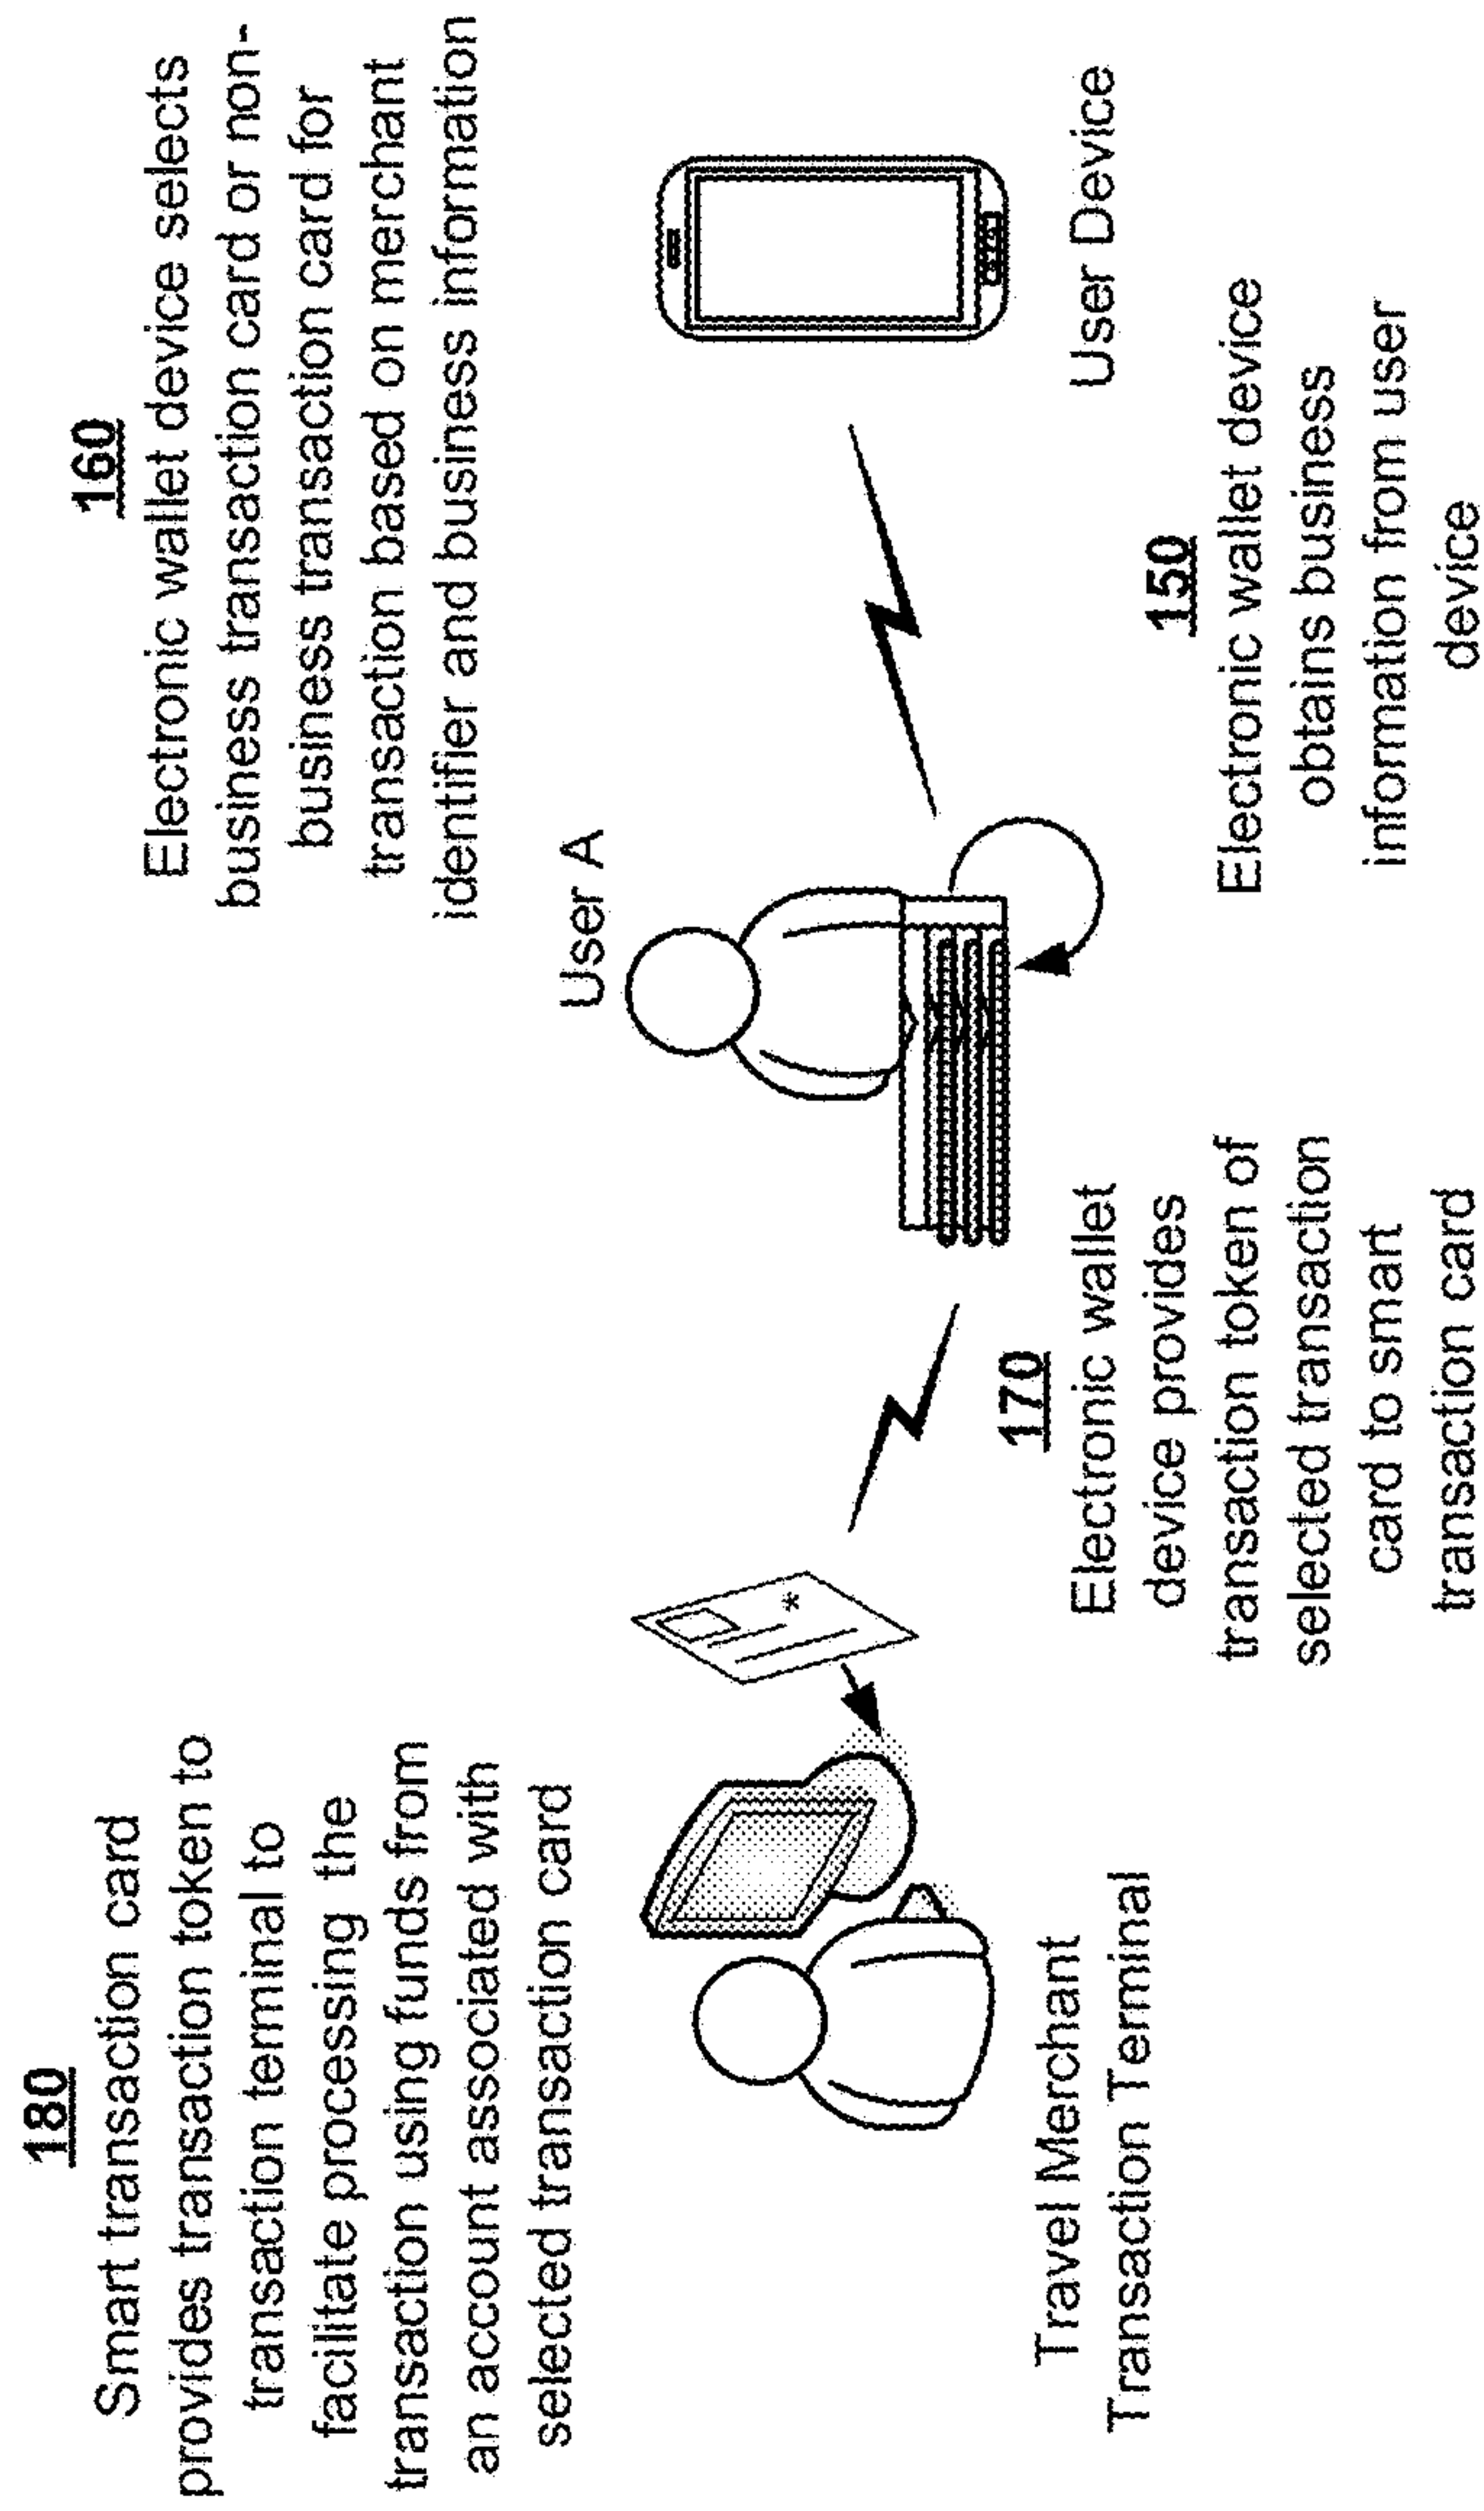 180
Smart transaction card
provides transaction token to
transaction terminal to
facilitate processing the
transaction using funds from
an account associated with
selected transaction card
Travel Merchant
Transaction Terminal
*
170
Electronic wallet
device provides
transaction token of
selected transaction
card to smart
transaction card
User A
160
Electronic wallet device selects
business transaction card or non-
business transaction card for
transaction based on merchant
identifier and business information
User Device
150
Electronic wallet device
obtains business
information from user
device